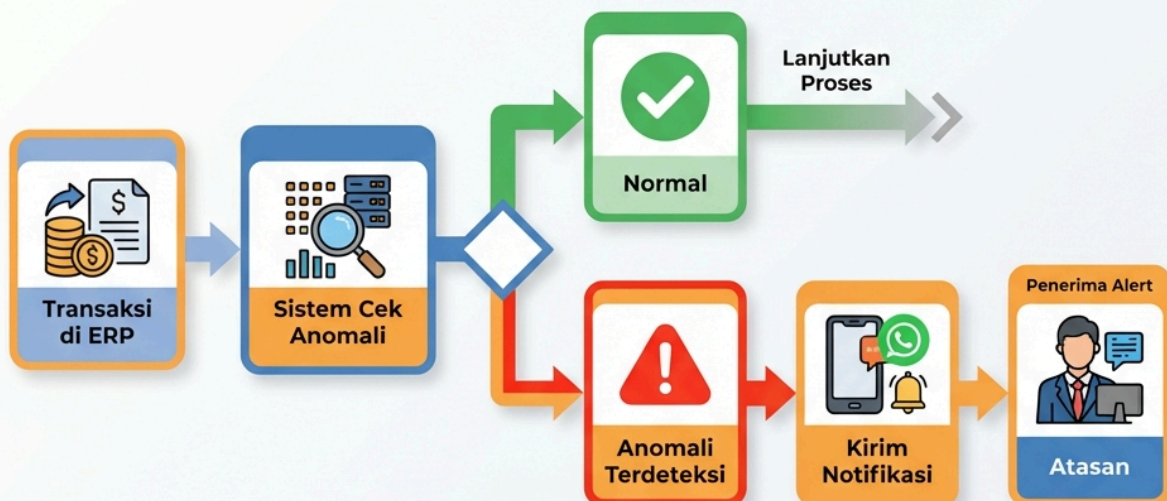 Transaksi
di ERP
Sistem Cek
Anomali
Normal
Lanjutkan
Proses
Anomali
Terdeteksi
Kirim
Notifikasi
Penerima Alert
Atasan